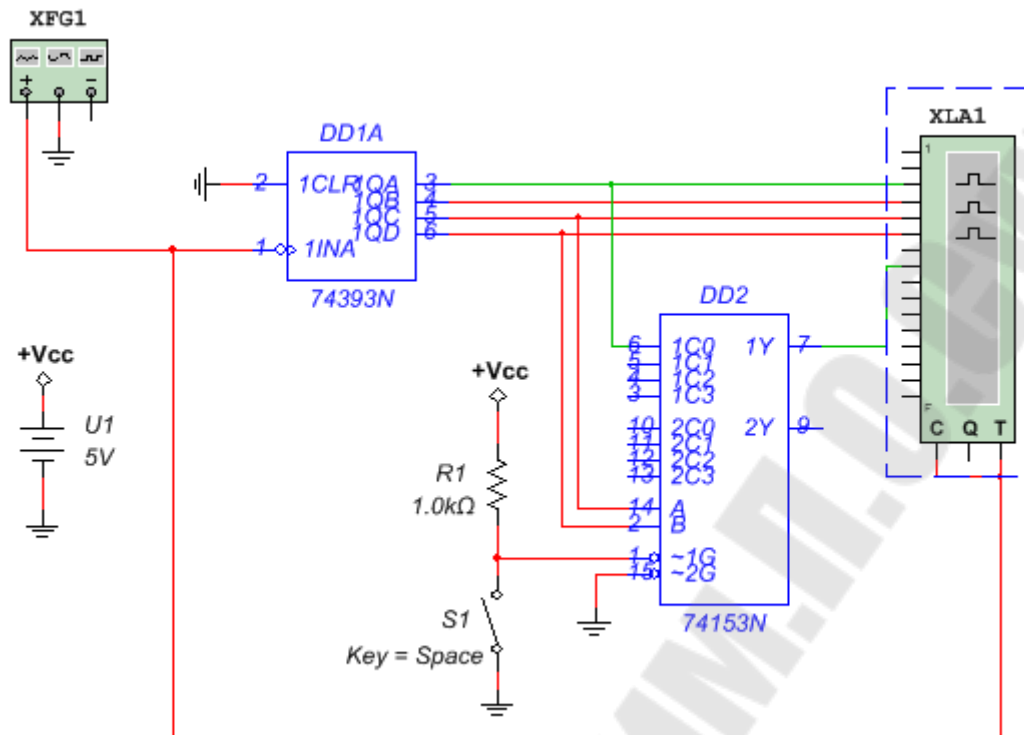 XFG1
+ −
XLA1
1
F
C Q T
DD1A
2 1CLR 1QA 3
1QB 4
1QC 5
1QD 6
1 1INA
74393N
+Vcc
U1
5V
+Vcc
R1
1.0kΩ
S1
Key = Space
DD2
6 1C0 1Y 7
5 1C1
4 1C2
3 1C3
10 2C0 2Y 9
11 2C1
12 2C2
13 2C3
14 A
2 B
1 ~1G
15 ~2G
74153N